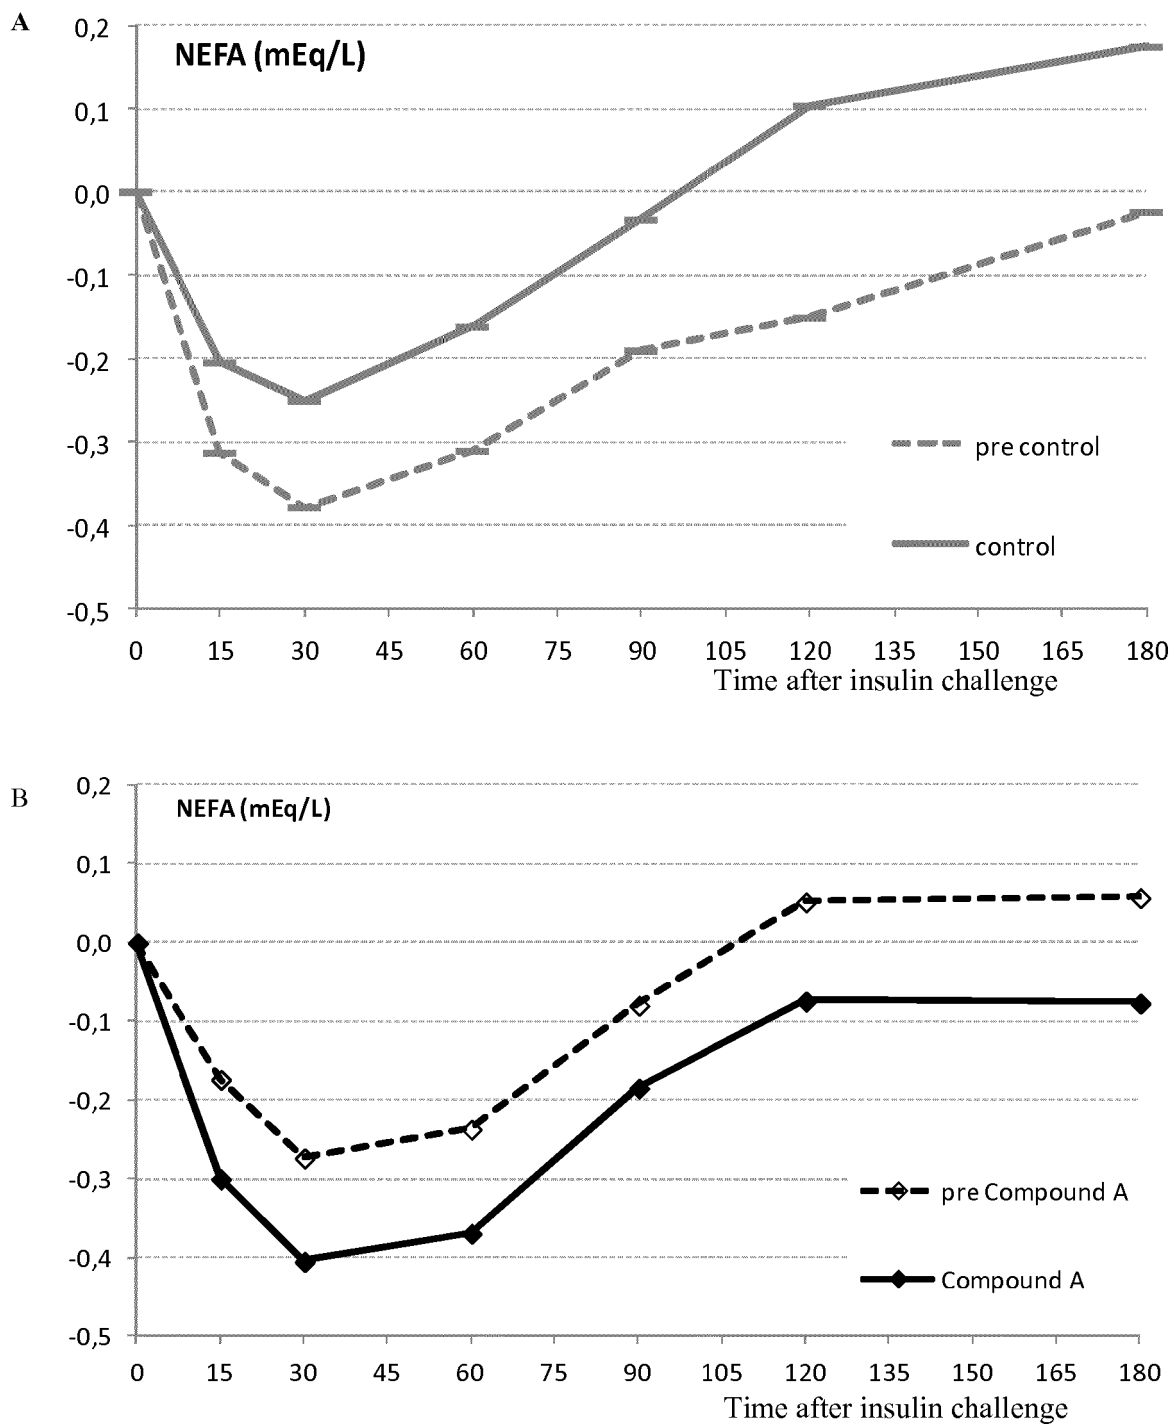 A
NEFA (mEq/L)
0,2
0,1
0,0
-0,1
-0,2
-0,3
-0,4
-0,5
pre control
control
0 15 30 45 60 75 90 105 120 135 150 165 180
Time after insulin challenge
B
NEFA (mEq/L)
0,2
0,1
0,0
-0,1
-0,2
-0,3
-0,4
-0,5
pre Compound A
Compound A
0 15 30 45 60 75 90 105 120 135 150 165 180
Time after insulin challenge